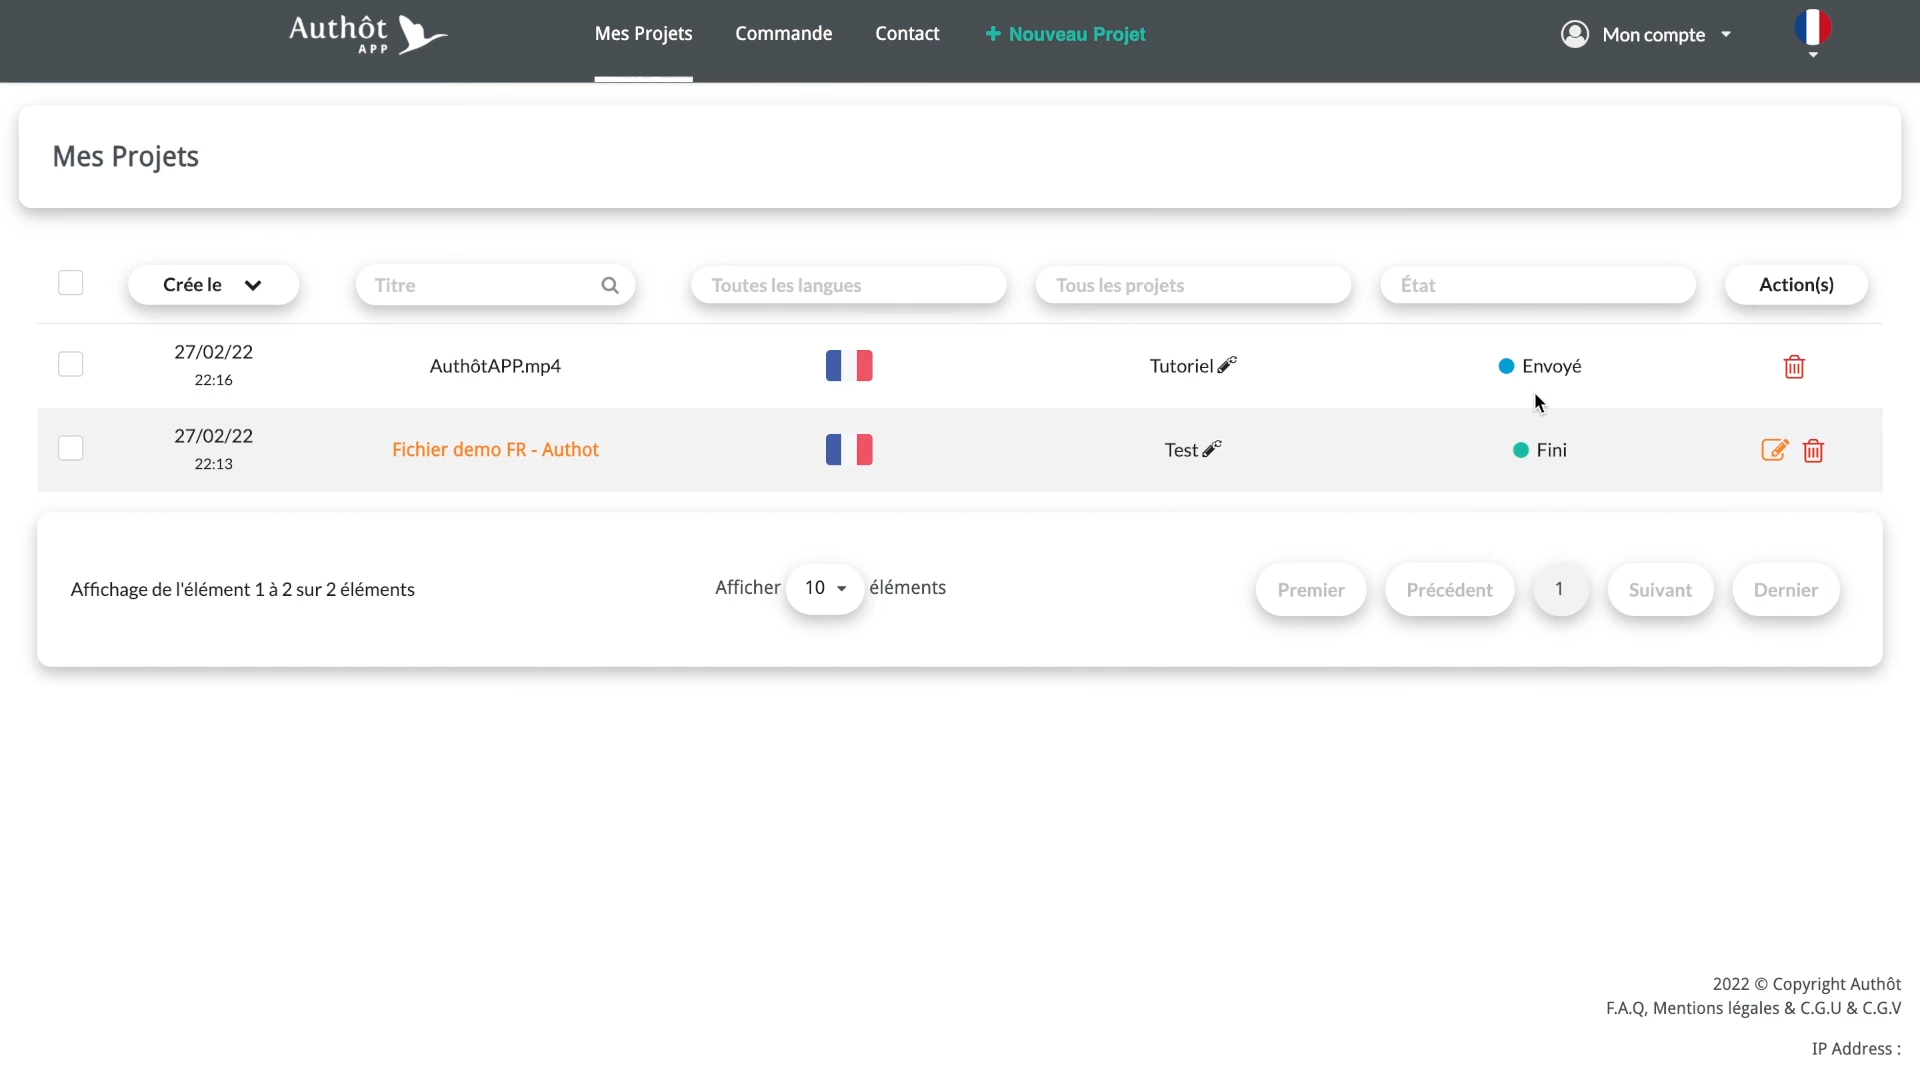 Authôt
APP
Mes Projets
Commande
Contact
+ Nouveau Projet
Mon compte
Mes Projets
Crée le
Titre
Toutes les langues
Tous les projets
État
Action(s)
27/02/22
22:16
AuthôtAPP.mp4
Tutoriel
Envoyé
27/02/22
22:13
Fichier demo FR - Authot
Test
Fini
Affichage de l'élément 1 à 2 sur 2 éléments
Afficher 10 éléments
Premier
Précédent
1
Suivant
Dernier
2022 © Copyright Authôt
F.A.Q, Mentions légales & C.G.U & C.G.V
IP Address :